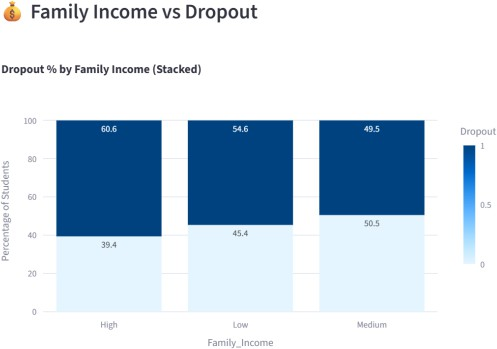 Family Income vs Dropout
Dropout % by Family Income (Stacked)
Percentage of Students
100
80
60
40
20
0
60.6
54.6
49.5
39.4
45.4
50.5
High
Low
Medium
Family_Income
Dropout
1
0.5
0